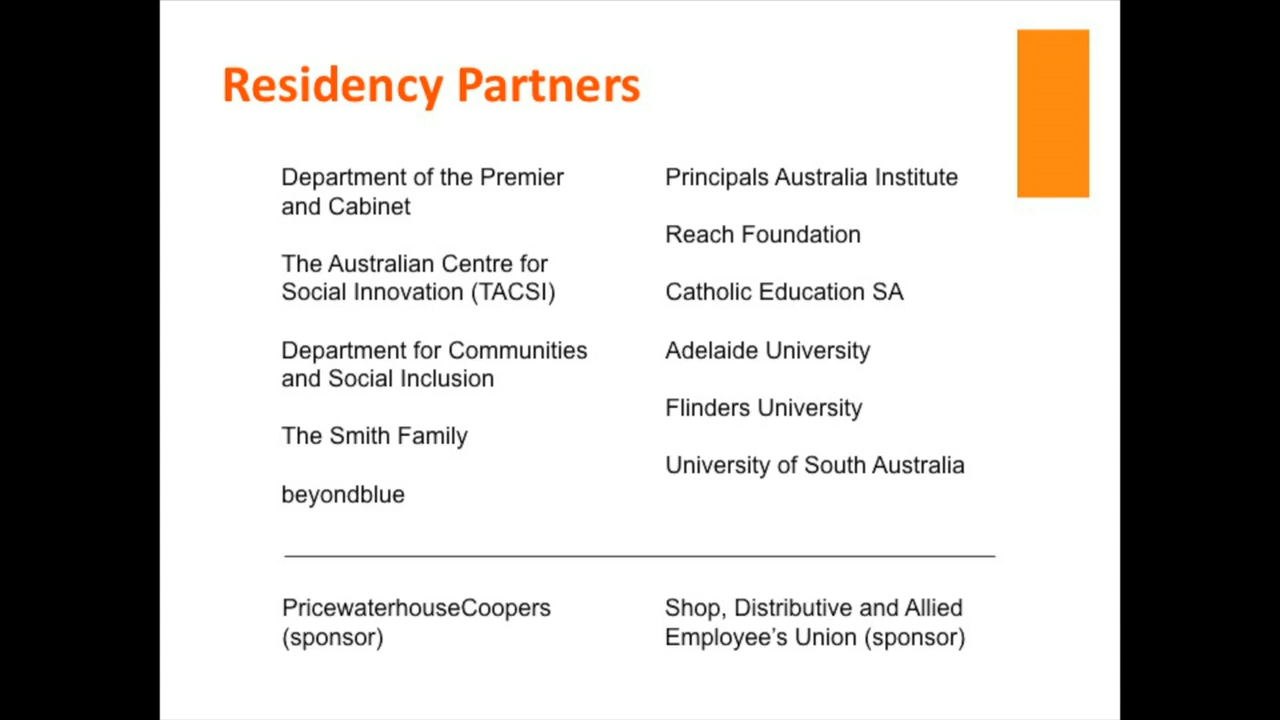 Residency Partners
Department of the Premier
and Cabinet
The Australian Centre for
Social Innovation (TACSI)
Department for Communities
and Social Inclusion
The Smith Family
beyondblue
Principals Australia Institute
Reach Foundation
Catholic Education SA
Adelaide University
Flinders University
University of South Australia
PricewaterhouseCoopers
(sponsor)
Shop, Distributive and Allied
Employee’s Union (sponsor)